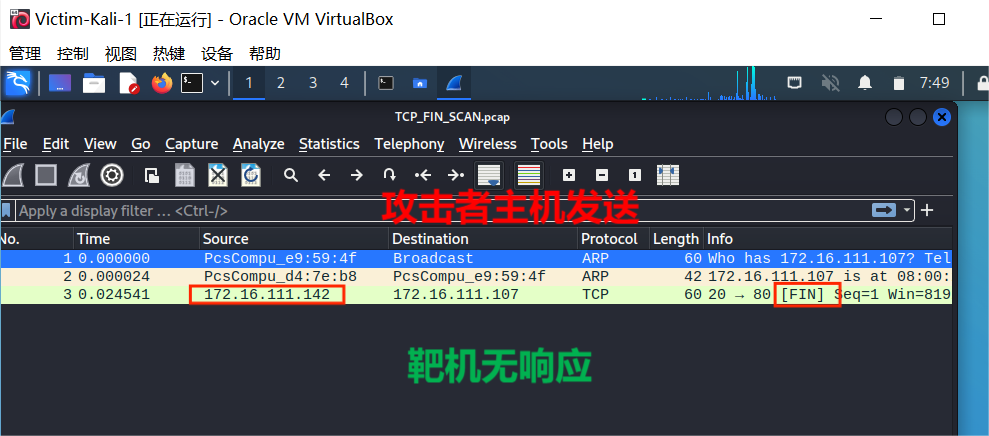 Victim-Kali-1 [正在运行] - Oracle VM VirtualBox
管理 控制 视图 热键 设备 帮助
1 2 3 4 7:49
TCP_FIN_SCAN.pcap
File Edit View Go Capture Analyze Statistics Telephony Wireless Tools Help
攻击者主机发送
Apply a display filter ... <Ctrl-/>
No. Time Source Destination Protocol Length Info
1 0.000000 PcsCompu_e9:59:4f Broadcast ARP 60 Who has 172.16.111.107? Tel
2 0.000024 PcsCompu_d4:7e:b8 PcsCompu_e9:59:4f ARP 42 172.16.111.107 is at 08:00:
3 0.024541 172.16.111.142 172.16.111.107 TCP 60 20 → 80 [FIN] Seq=1 Win=819
靶机无响应